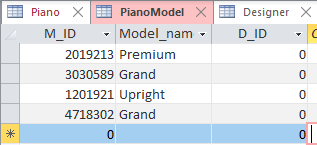 Piano PianoModel Designer
M_ID Model_nam D_ID
2019213 Premium 0
3030589 Grand 0
1201921 Upright 0
4718302 Grand 0
0 0